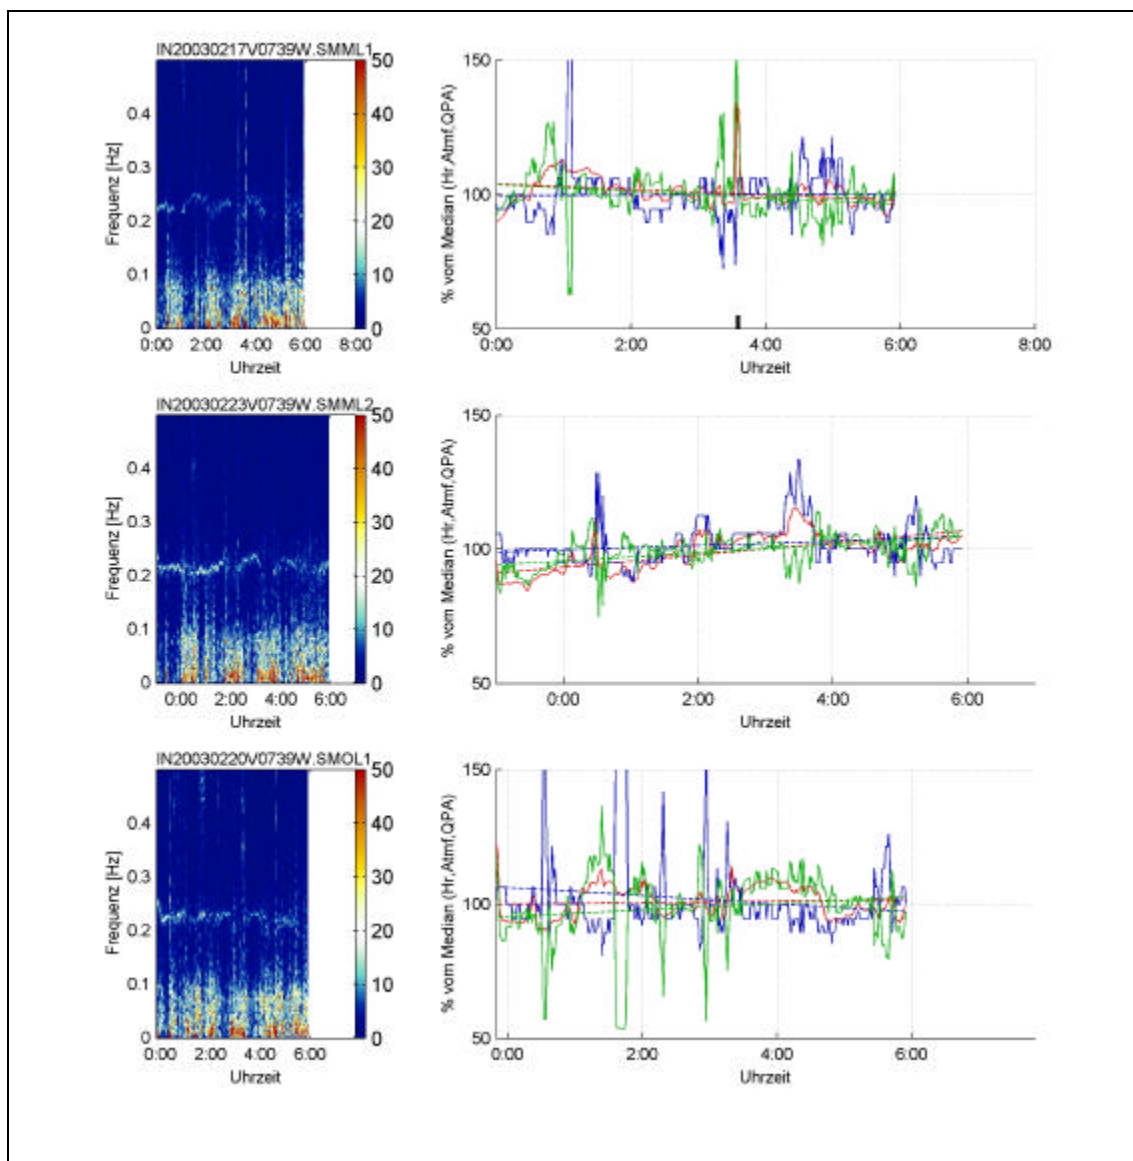 IN20030217V0739W.SMML1
Frequenz [Hz]
0.4
0.3
0.2
0.1
0
50
40
30
20
10
0
0:00 2:00 4:00 6:00 8:00
Uhrzeit
% vom Median (Hr,Atmf,QPA)
150
100
50
0:00 2:00 4:00 6:00 8:00
Uhrzeit
IN20030223V0739W.SMML2
Frequenz [Hz]
0.4
0.3
0.2
0.1
0
50
40
30
20
10
0
0:00 2:00 4:00 6:00
Uhrzeit
% vom Median (Hr,Atmf,QPA)
150
100
50
0:00 2:00 4:00 6:00
Uhrzeit
IN20030220V0739W.SMOL1
Frequenz [Hz]
0.4
0.3
0.2
0.1
0
50
40
30
20
10
0
0:00 2:00 4:00 6:00
Uhrzeit
% vom Median (Hr,Atmf,QPA)
150
100
50
0:00 2:00 4:00 6:00
Uhrzeit